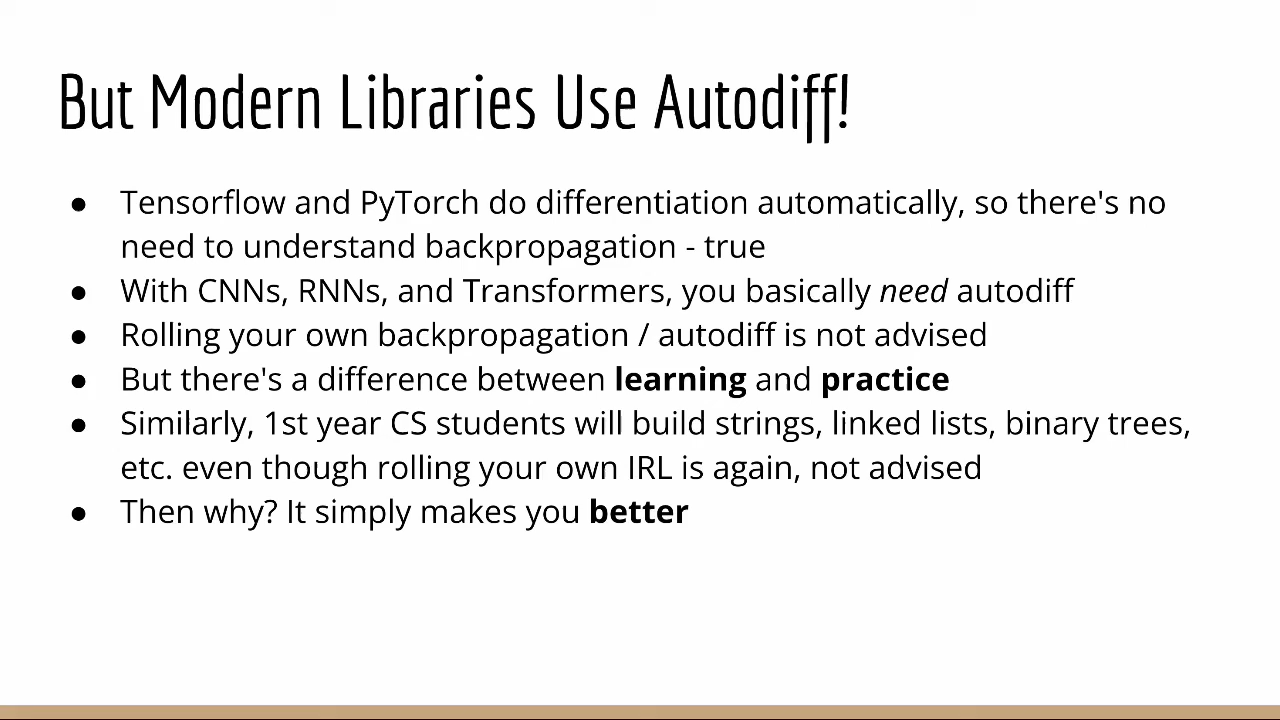 But Modern Libraries Use Autodiff!
● Tensorflow and PyTorch do differentiation automatically, so there's no
need to understand backpropagation - true
● With CNNs, RNNs, and Transformers, you basically need autodiff
● Rolling your own backpropagation / autodiff is not advised
● But there's a difference between learning and practice
● Similarly, 1st year CS students will build strings, linked lists, binary trees,
etc. even though rolling your own IRL is again, not advised
● Then why? It simply makes you better